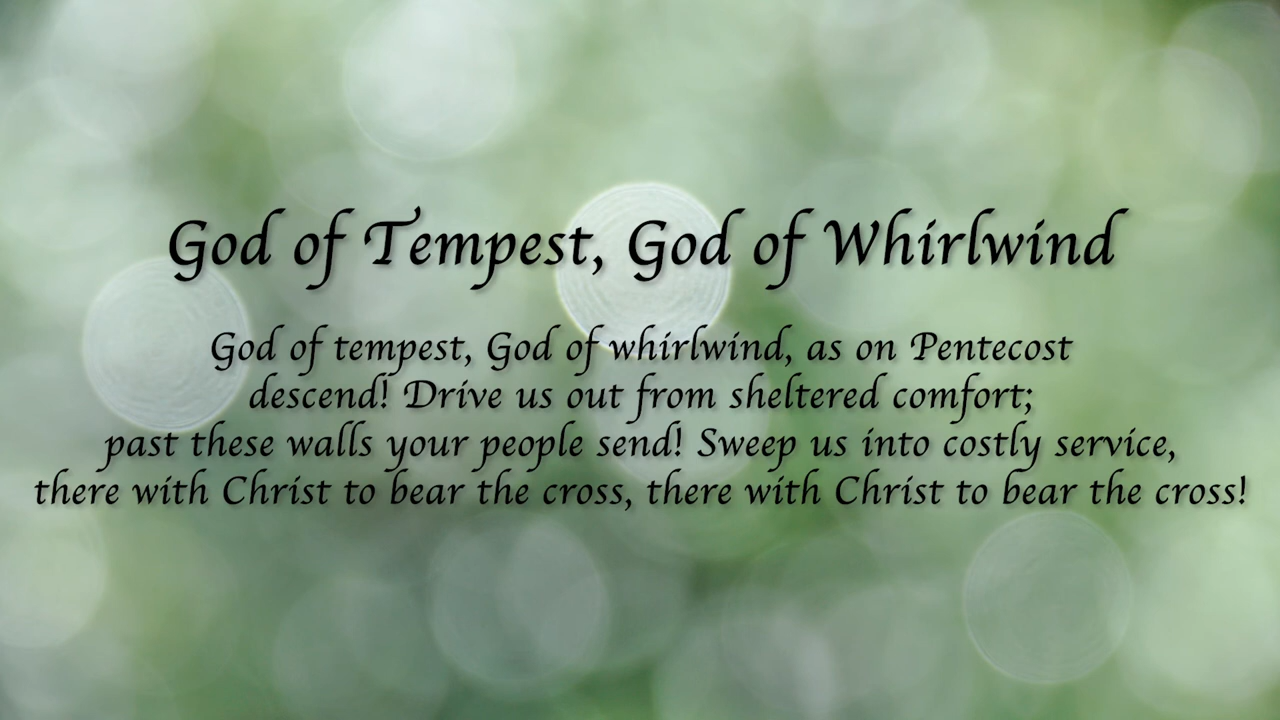 God of Tempest, God of Whirlwind
God of tempest, God of whirlwind, as on Pentecost
descend! Drive us out from sheltered comfort;
past these walls your people send! Sweep us into costly service,
there with Christ to bear the cross, there with Christ to bear the cross!